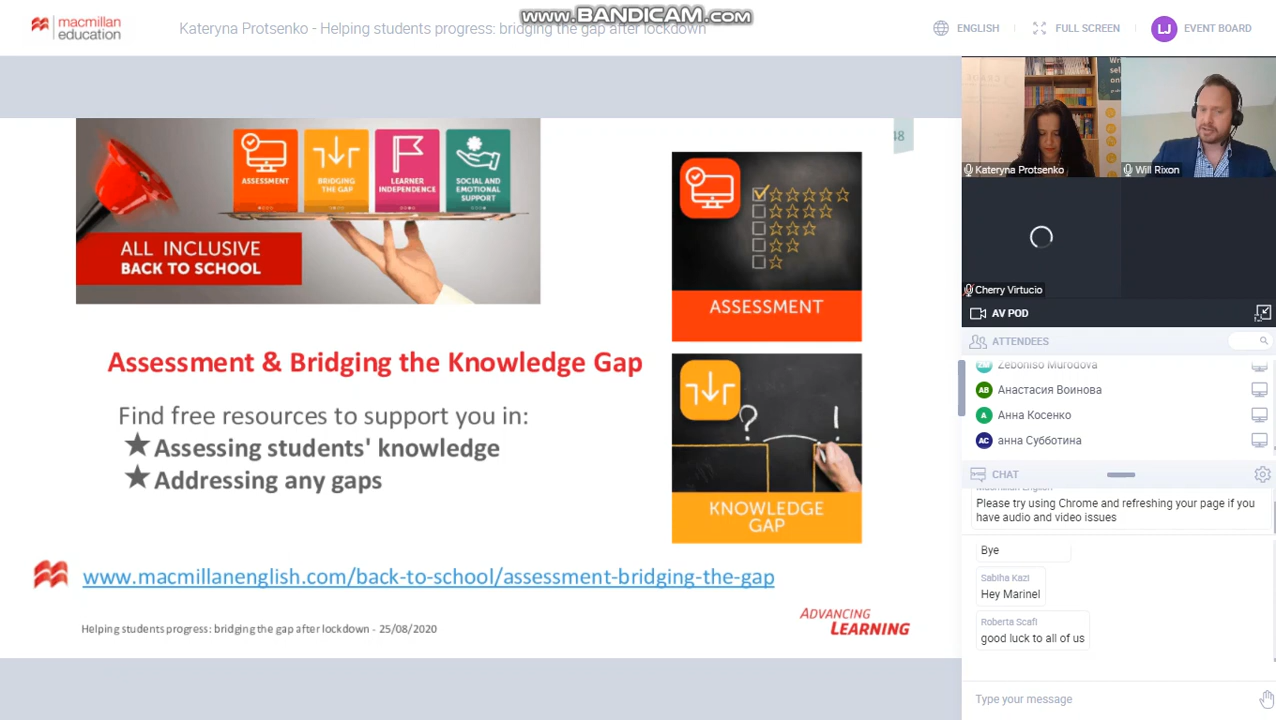 www.BANDICAM.com
macmillan
education
Kateryna Protsenko - Helping students progress: bridging the gap after lockdown
ENGLISH
FULL SCREEN
LJ
EVENT BOARD
48
ASSESSMENT
BRIDGING
THE GAP
LEARNER
INDEPENDENCE
SOCIAL AND
EMOTIONAL
SUPPORT
ALL INCLUSIVE
BACK TO SCHOOL
ASSESSMENT
Assessment & Bridging the Knowledge Gap
Find free resources to support you in:
★ Assessing students' knowledge
★ Addressing any gaps
? !
KNOWLEDGE
GAP
www.macmillanenglish.com/back-to-school/assessment-bridging-the-gap
Helping students progress: bridging the gap after lockdown - 25/08/2020
ADVANCING
LEARNING
Kateryna Protsenko
Will Rixon
Cherry Virtucio
AV POD
ATTENDEES
ZM Zeboniso Murodova
АВ Анастасия Воинова
А Анна Косенко
АС анна Субботина
CHAT
Macmillan English
Please try using Chrome and refreshing your page if you
have audio and video issues
Bye
Sabiha Kazi
Hey Marinel
Roberta Scafi
good luck to all of us
Type your message